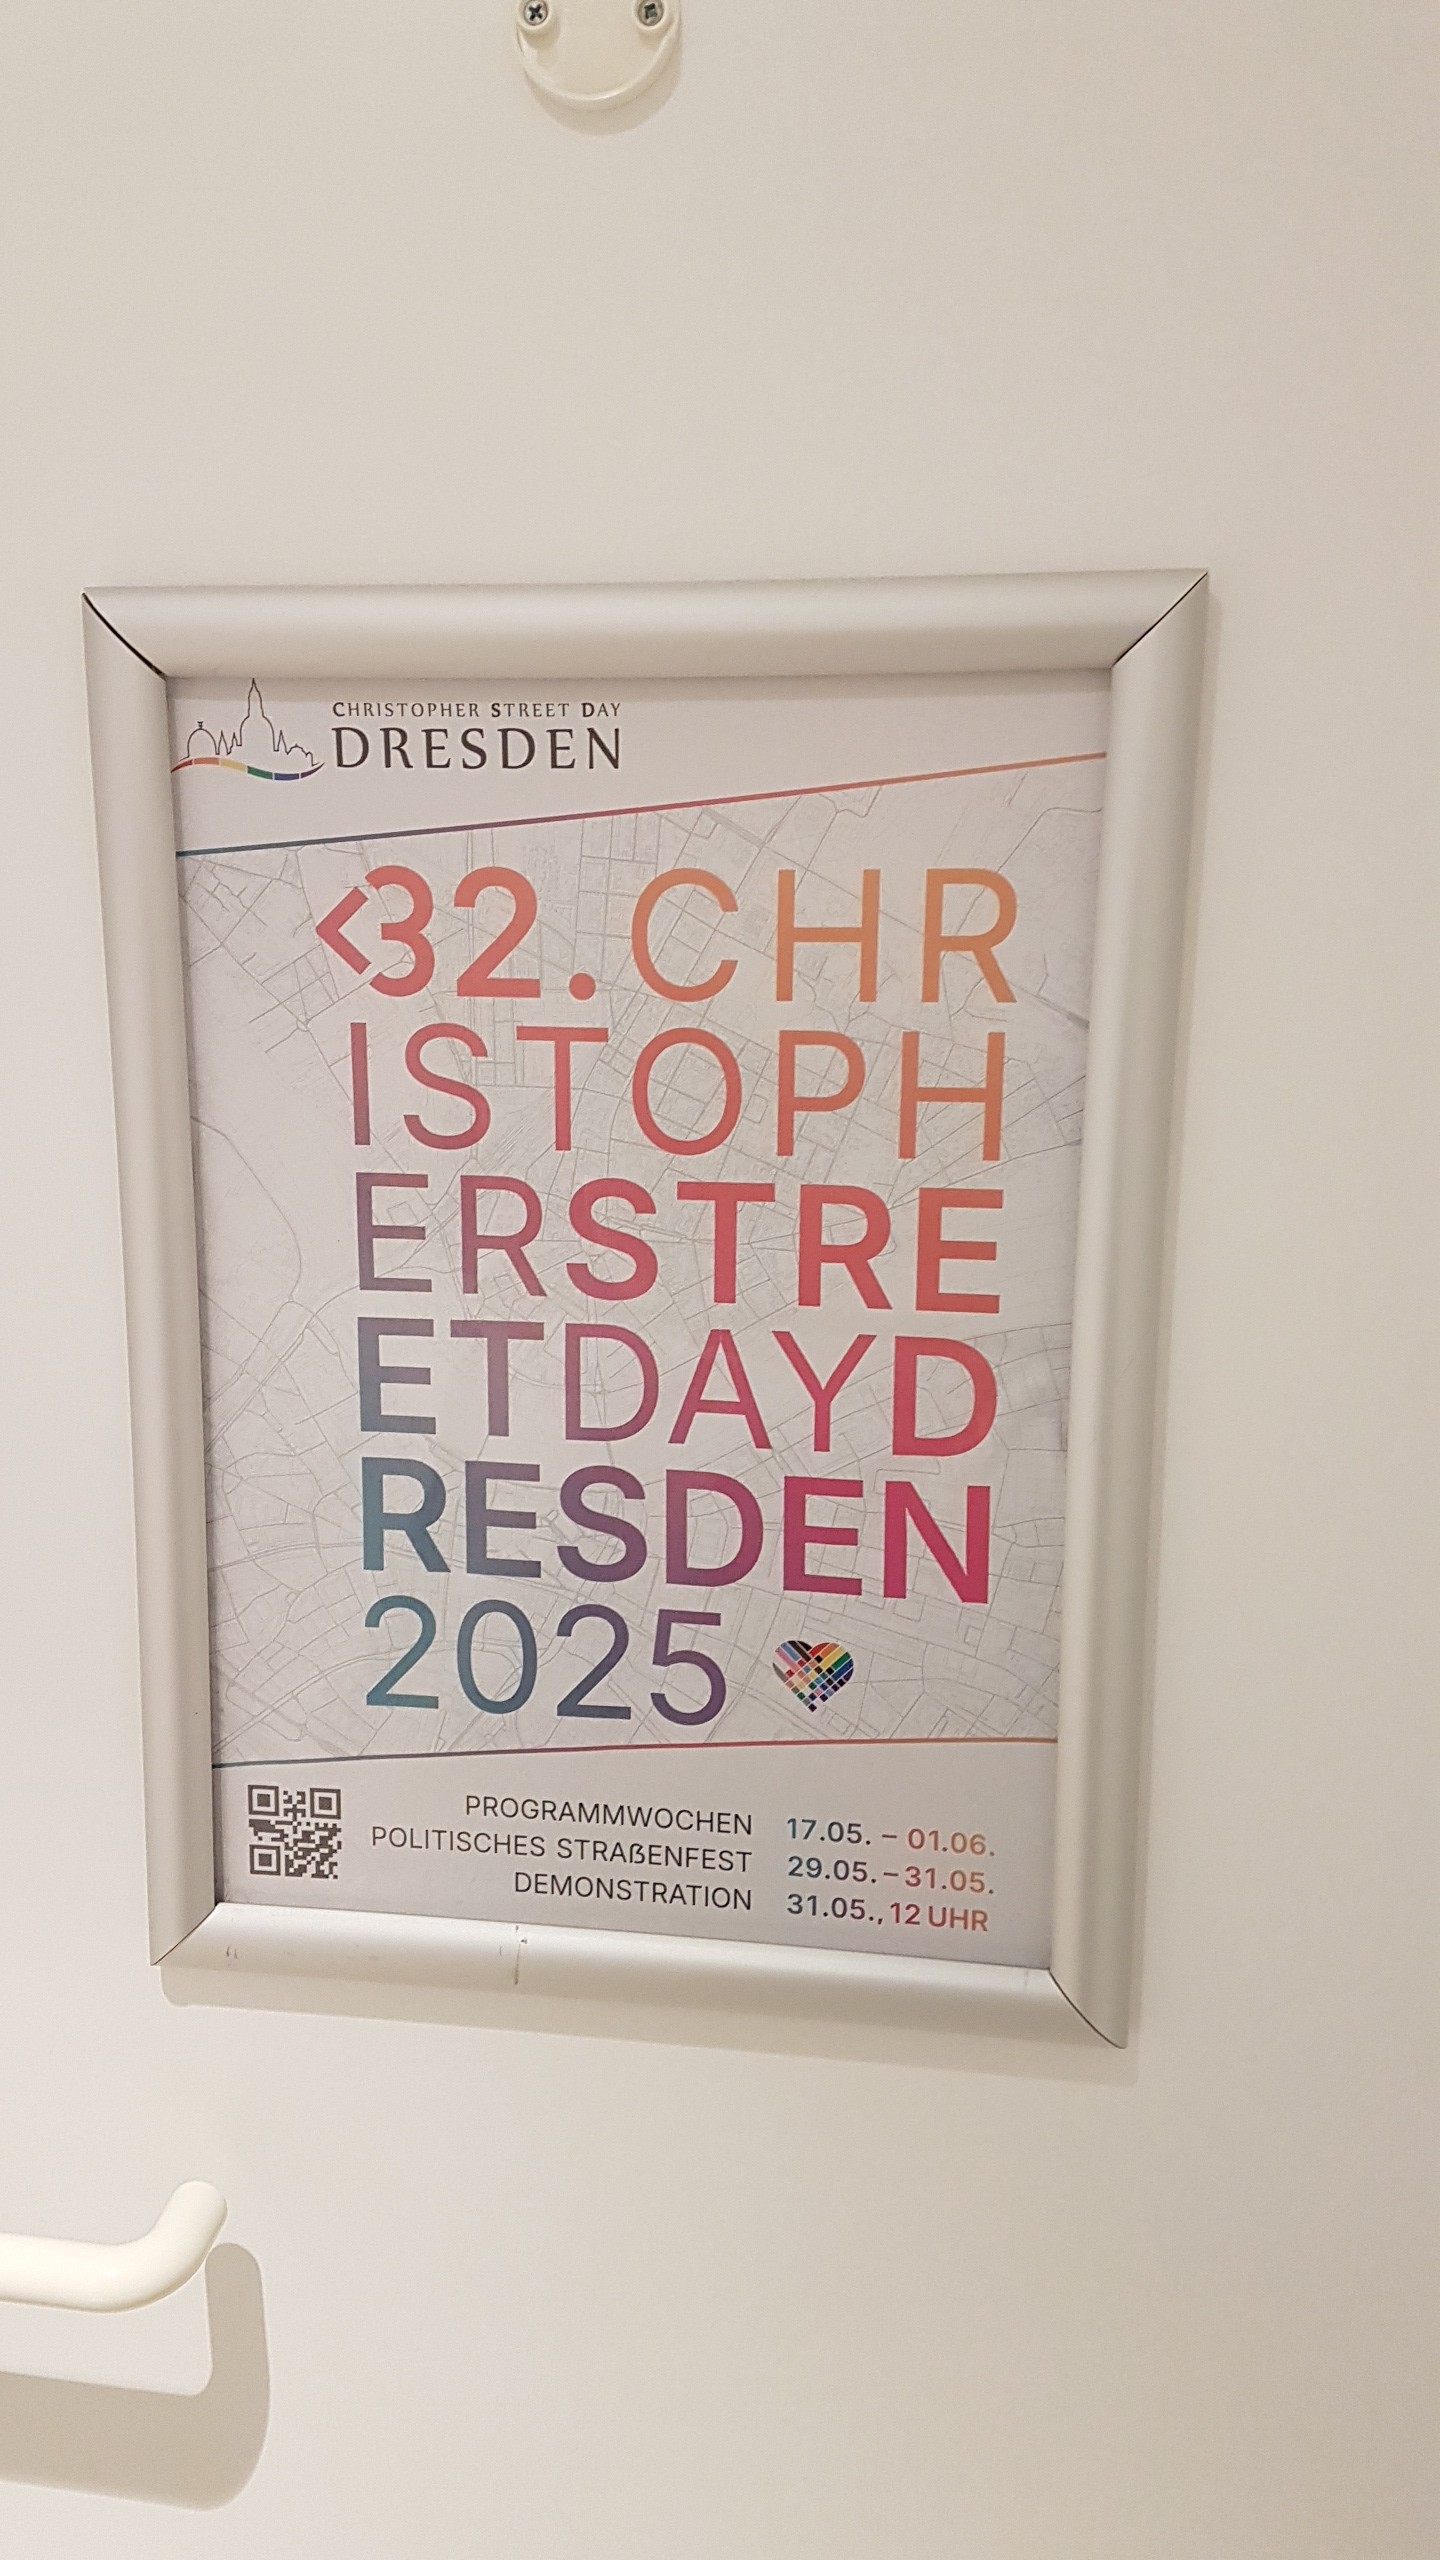 CHRISTOPHER STREET DAY
DRESDEN
<32. CHR
ISTOPH
ERSTRE
ETDAYD
RESDEN
2025
PROGRAMMWOCHEN 17.05. – 01.06.
POLITISCHES STRAßENFEST 29.05. – 31.05.
DEMONSTRATION 31.05., 12 UHR